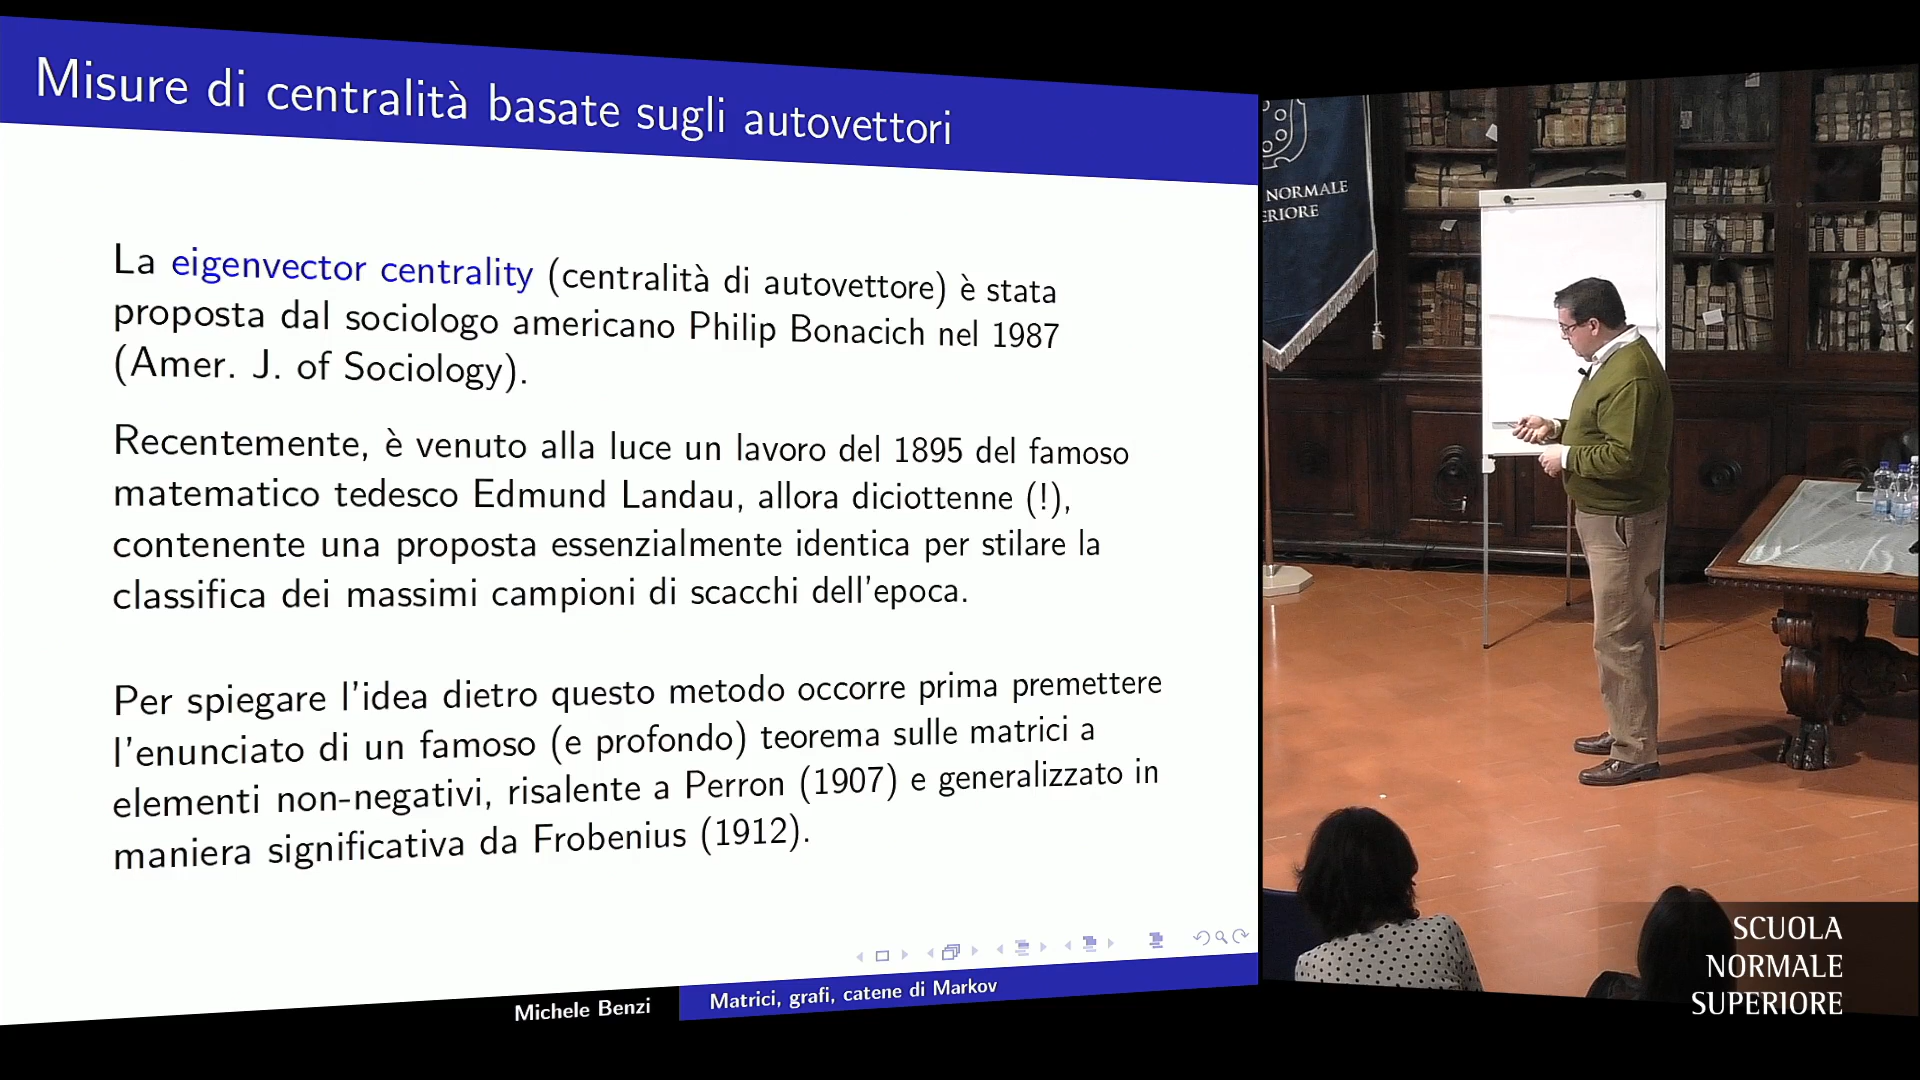 Misure di centralità basate sugli autovettori
La eigenvector centrality (centralità di autovettore) è stata
proposta dal sociologo americano Philip Bonacich nel 1987
(Amer. J. of Sociology).
Recentemente, è venuto alla luce un lavoro del 1895 del famoso
matematico tedesco Edmund Landau, allora diciottenne (!),
contenente una proposta essenzialmente identica per stilare la
classifica dei massimi campioni di scacchi dell'epoca.
Per spiegare l'idea dietro questo metodo occorre prima premettere
l'enunciato di un famoso (e profondo) teorema sulle matrici a
elementi non-negativi, risalente a Perron (1907) e generalizzato in
maniera significativa da Frobenius (1912).
Michele Benzi
Matrici, grafi, catene di Markov
NORMALE
ERIORE
SCUOLA
NORMALE
SUPERIORE